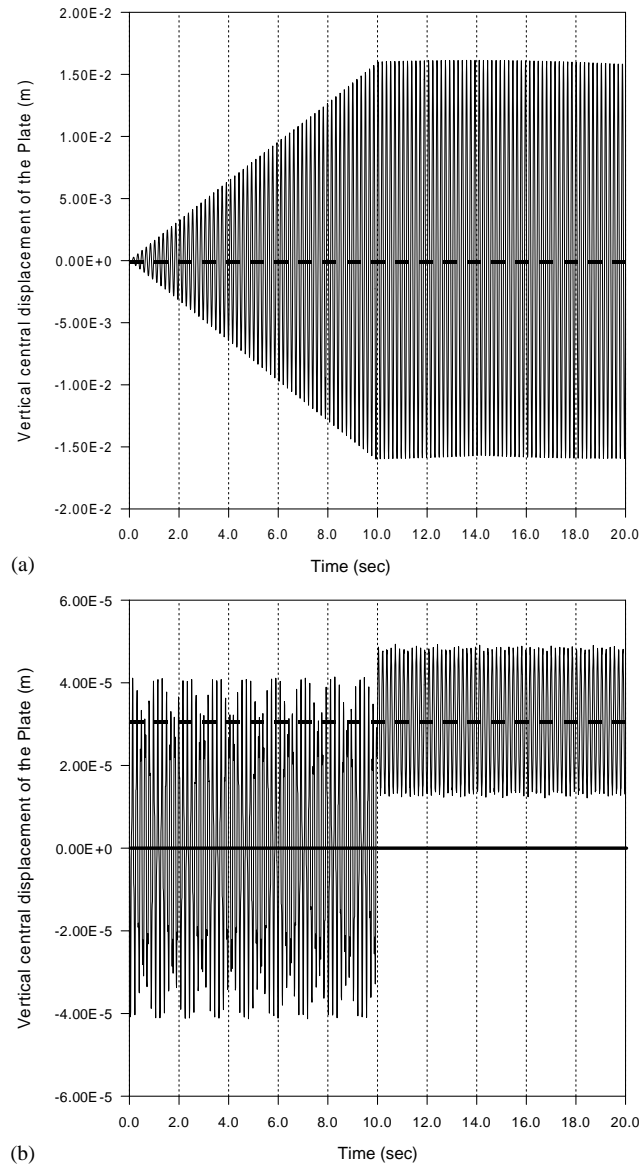 2.00E-2
1.50E-2
1.00E-2
5.00E-3
0.00E+0
-5.00E-3
-1.00E-2
-1.50E-2
-2.00E-2
Vertical central displacement of the Plate (m)
0.0 2.0 4.0 6.0 8.0 10.0 12.0 14.0 16.0 18.0 20.0
Time (sec)
(a)
6.00E-5
4.00E-5
2.00E-5
0.00E+0
-2.00E-5
-4.00E-5
-6.00E-5
Vertical central displacement of the Plate (m)
0.0 2.0 4.0 6.0 8.0 10.0 12.0 14.0 16.0 18.0 20.0
Time (sec)
(b)